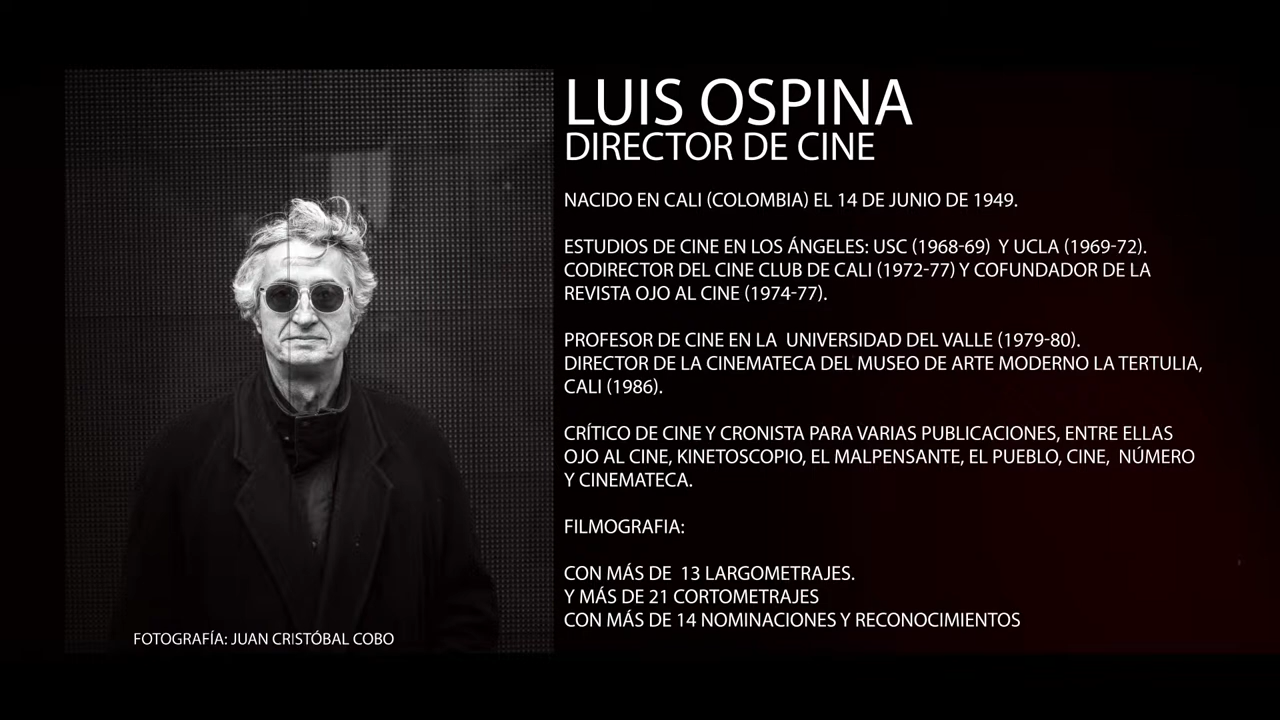 LUIS OSPINA
DIRECTOR DE CINE
NACIDO EN CALI (COLOMBIA) EL 14 DE JUNIO DE 1949.
ESTUDIOS DE CINE EN LOS ÁNGELES: USC (1968-69)  Y UCLA (1969-72).
CODIRECTOR DEL CINE CLUB DE CALI (1972-77) Y COFUNDADOR DE LA
REVISTA OJO AL CINE (1974-77).
PROFESOR DE CINE EN LA  UNIVERSIDAD DEL VALLE (1979-80).
DIRECTOR DE LA CINEMATECA DEL MUSEO DE ARTE MODERNO LA TERTULIA,
CALI (1986).
CRÍTICO DE CINE Y CRONISTA PARA VARIAS PUBLICACIONES, ENTRE ELLAS
OJO AL CINE, KINETOSCOPIO, EL MALPENSANTE, EL PUEBLO, CINE,  NÚMERO
Y CINEMATECA.
FILMOGRAFIA:
CON MÁS DE  13 LARGOMETRAJES.
Y MÁS DE 21 CORTOMETRAJES
CON MÁS DE 14 NOMINACIONES Y RECONOCIMIENTOS
FOTOGRAFÍA: JUAN CRISTÓBAL COBO